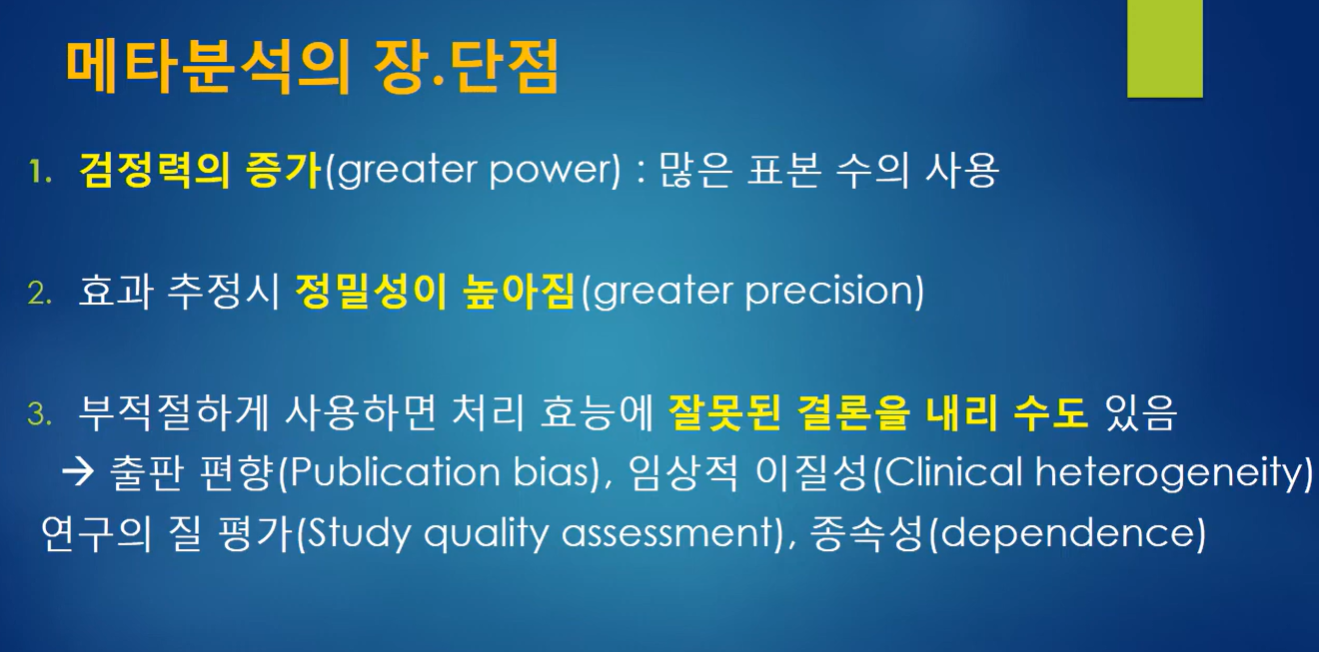 메타분석의 장.단점
1. 검정력의 증가(greater power) : 많은 표본 수의 사용
2. 효과 추정시 정밀성이 높아짐(greater precision)
3. 부적절하게 사용하면 처리 효능에 잘못된 결론을 내리 수도 있음
→ 출판 편향(Publication bias), 임상적 이질성(Clinical heterogeneity)
연구의 질 평가(Study quality assessment), 종속성(dependence)